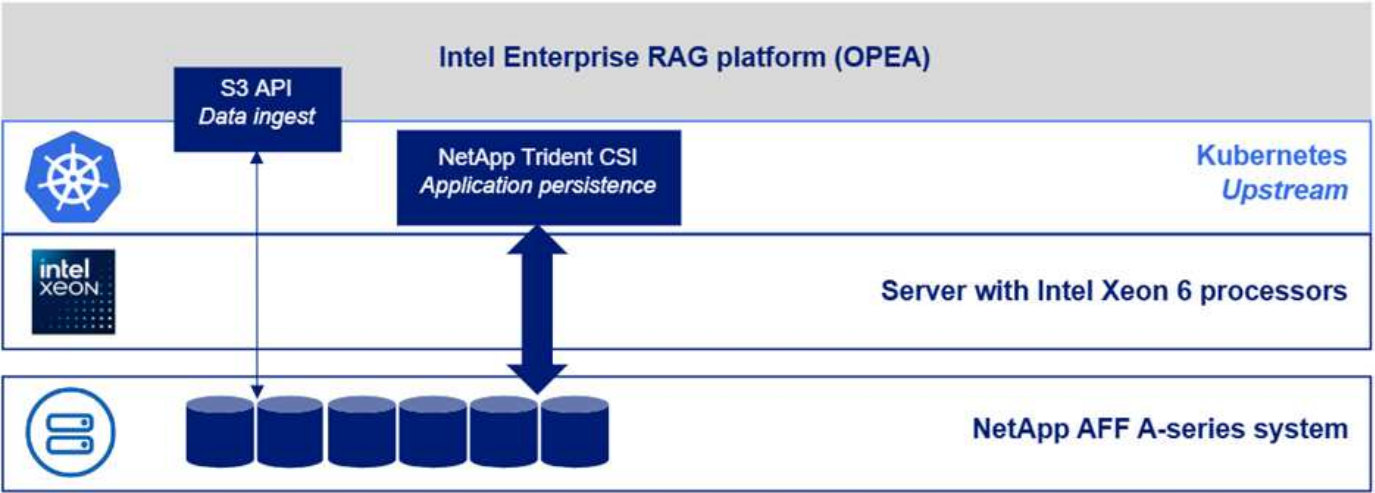 Intel Enterprise RAG platform (OPEA)
S3 API
Data ingest
NetApp Trident CSI
Application persistence
Kubernetes
Upstream
intel
XEON
Server with Intel Xeon 6 processors
NetApp AFF A-series system